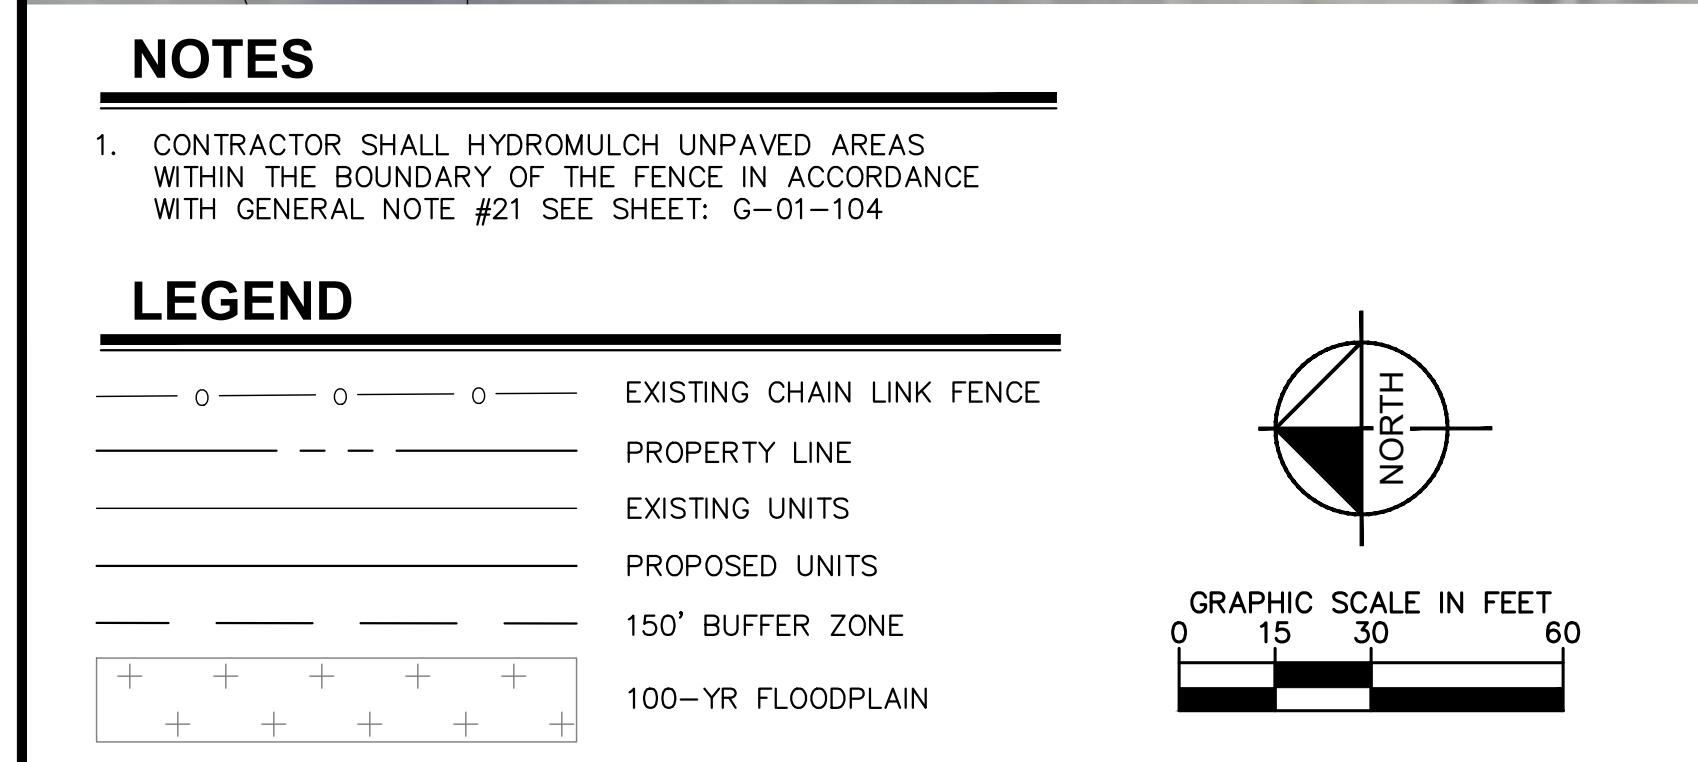 NOTES
1. CONTRACTOR SHALL HYDROMULCH UNPAVED AREAS
WITHIN THE BOUNDARY OF THE FENCE IN ACCORDANCE
WITH GENERAL NOTE #21 SEE SHEET: G-01-104
LEGEND
EXISTING CHAIN LINK FENCE
PROPERTY LINE
EXISTING UNITS
PROPOSED UNITS
150' BUFFER ZONE
100-YR FLOODPLAIN
NORTH
GRAPHIC SCALE IN FEET
0 15 30 60